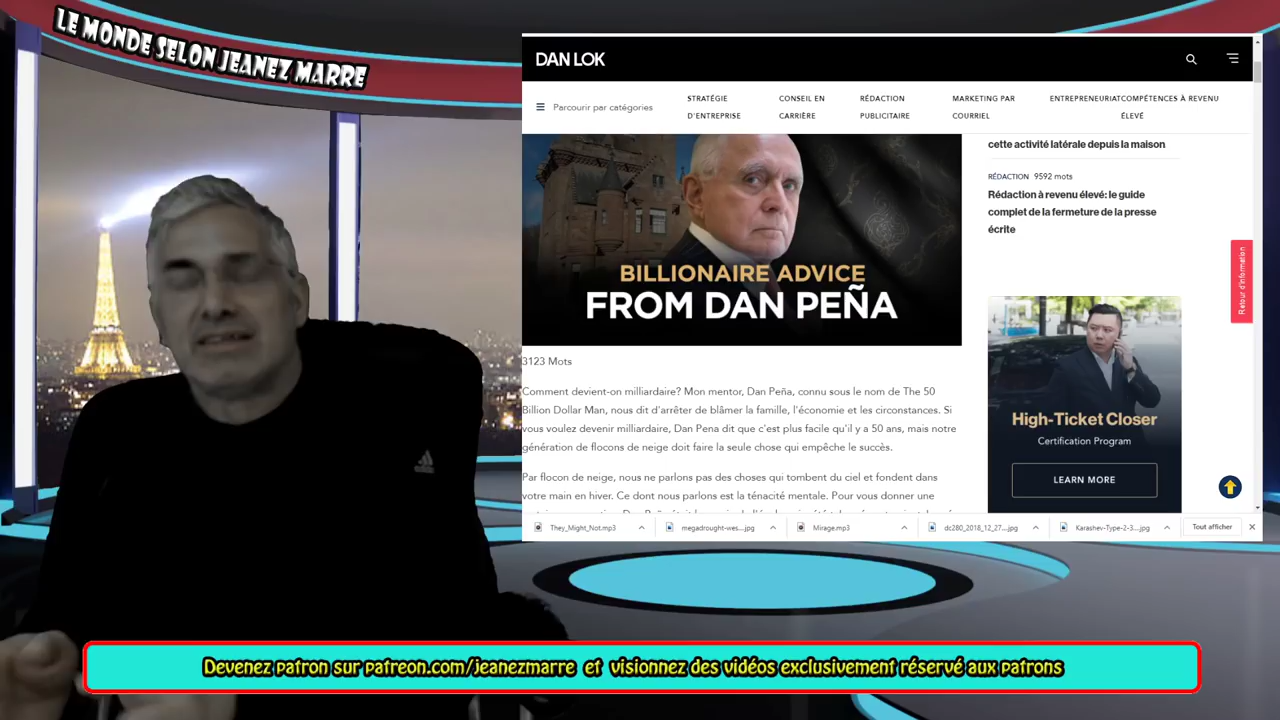 LE MONDE SELON JEANEZ MARRE
DAN LOK
Parcourir par catégories
STRATÉGIE
D'ENTREPRISE
CONSEIL EN
CARRIÈRE
RÉDACTION
PUBLICITAIRE
MARKETING PAR
COURRIEL
ENTREPRENEURIAT
COMPÉTENCES À REVENU
ÉLEVÉ
BILLIONAIRE ADVICE
FROM DAN PEÑA
3123 Mots
Comment devient-on milliardaire? Mon mentor, Dan Peña, connu sous le nom de The 50
Billion Dollar Man, nous dit d'arrêter de blâmer la famille, l'économie et les circonstances. Si
vous voulez devenir milliardaire, Dan Pena dit que c'est plus facile qu'il y a 50 ans, mais notre
génération de flocons de neige doit faire la seule chose qui empêche le succès.
Par flocon de neige, nous ne parlons pas des choses qui tombent du ciel et fondent dans
votre main en hiver. Ce dont nous parlons est la ténacité mentale. Pour vous donner une
cette activité latérale depuis la maison
RÉDACTION 9592 mots
Rédaction à revenu élevé: le guide
complet de la fermeture de la presse
écrite
Retour d'information
High-Ticket Closer
Certification Program
LEARN MORE
They_Might_Not.mp3
megadrought-wes....jpg
Mirage.mp3
dc280_2018_12_27....jpg
Karashev-Type-2-3....jpg
Tout afficher
Devenez patron sur patreon.com/jeanezmarre et visionnez des vidéos exclusivement réservé aux patrons